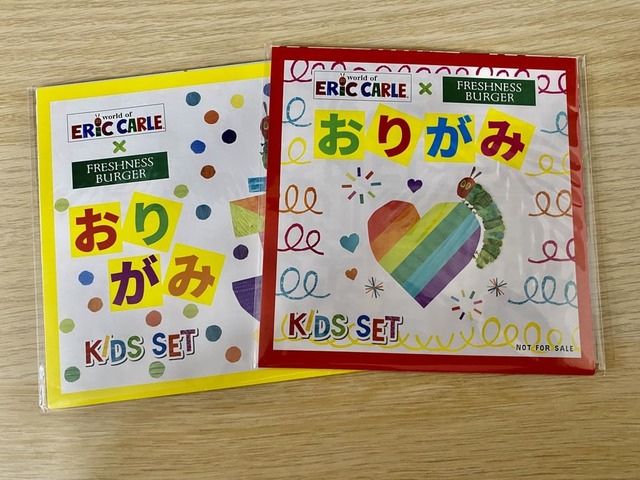 world of
ERIC CARLE
×
FRESHNESS
BURGER
おり
がみ
KIDS SET
world of
ERIC CARLE
×
FRESHNESS
BURGER
おりがみ
KIDS SET
NOT FOR SALE